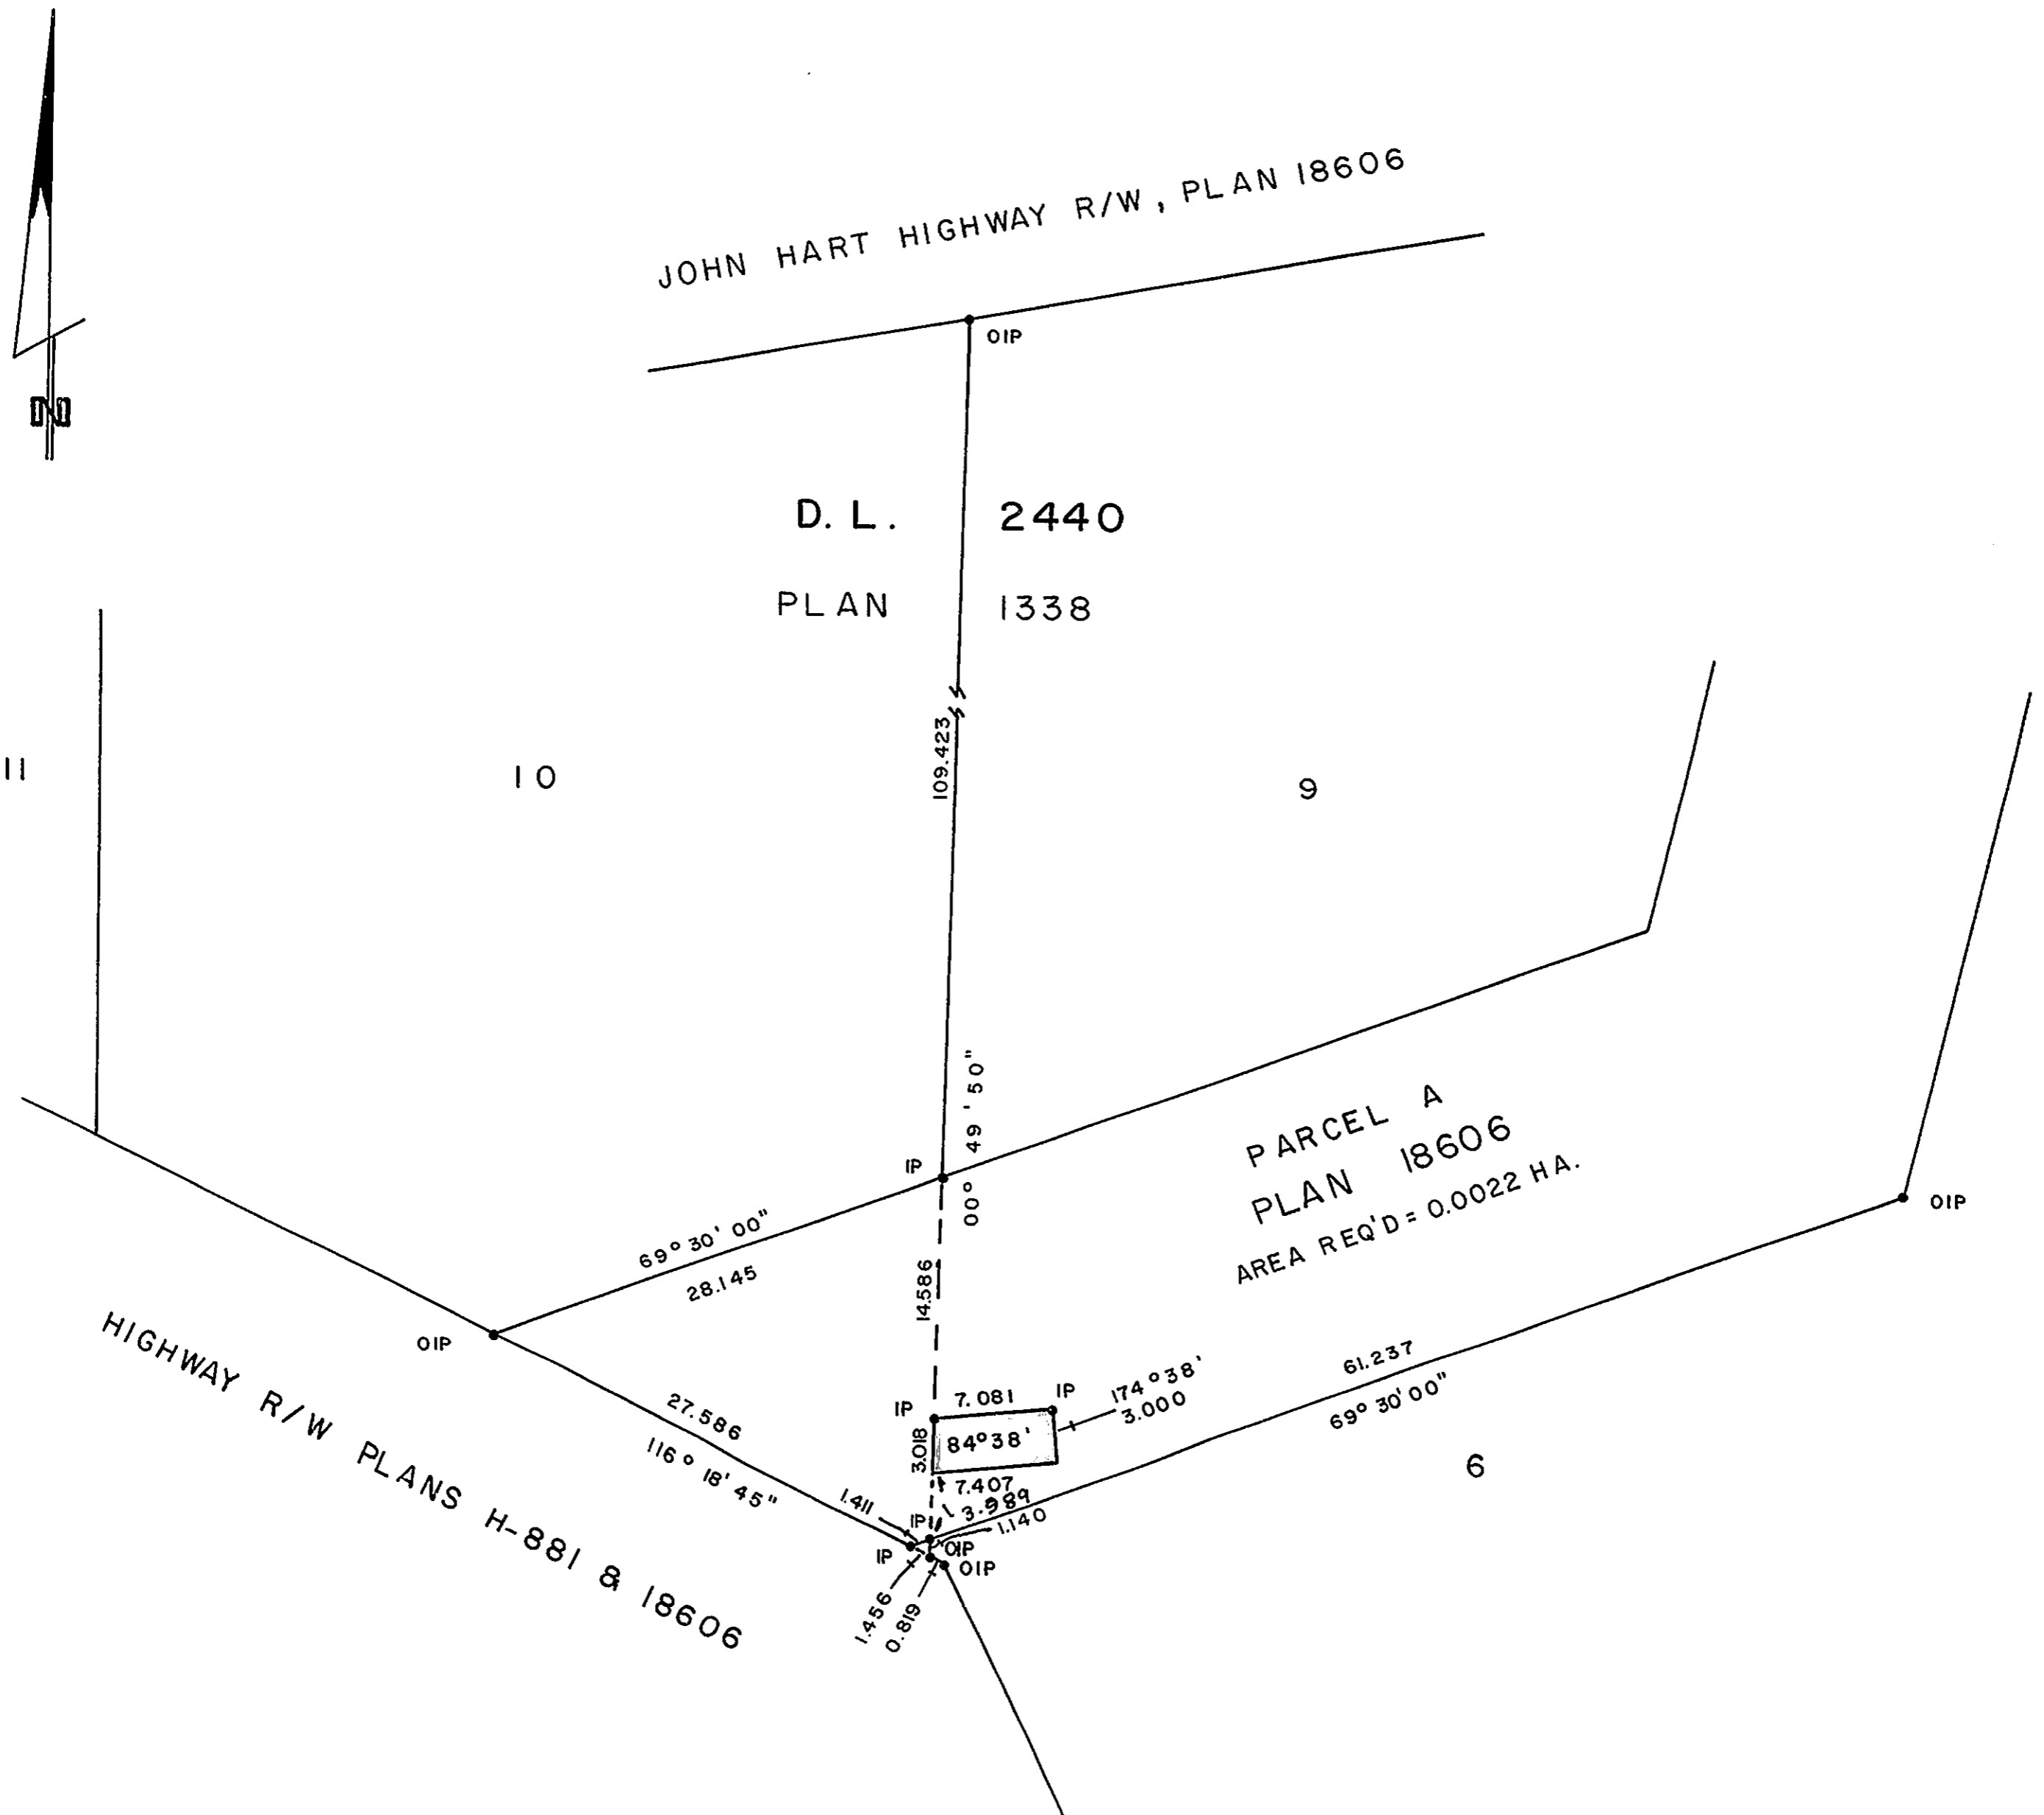 JOHN HART HIGHWAY R/W, PLAN 18606
OIP
N
D. L. 2440
PLAN 1338
109.423
11
10
9
00° 49' 50"
IP
PARCEL A
PLAN 18606
AREA REQ'D = 0.0022 HA.
OIP
69° 30' 00"
28.145
14.586
OIP
HIGHWAY R/W PLANS H-881 & 18606
27.586
116° 18' 45"
61.237
69° 30' 00"
6
IP
7.081
IP
174° 38'
3.000
3.018
84° 38'
7.407
1.411
IP
1.140
IP
OIP
OIP
1.456
0.819